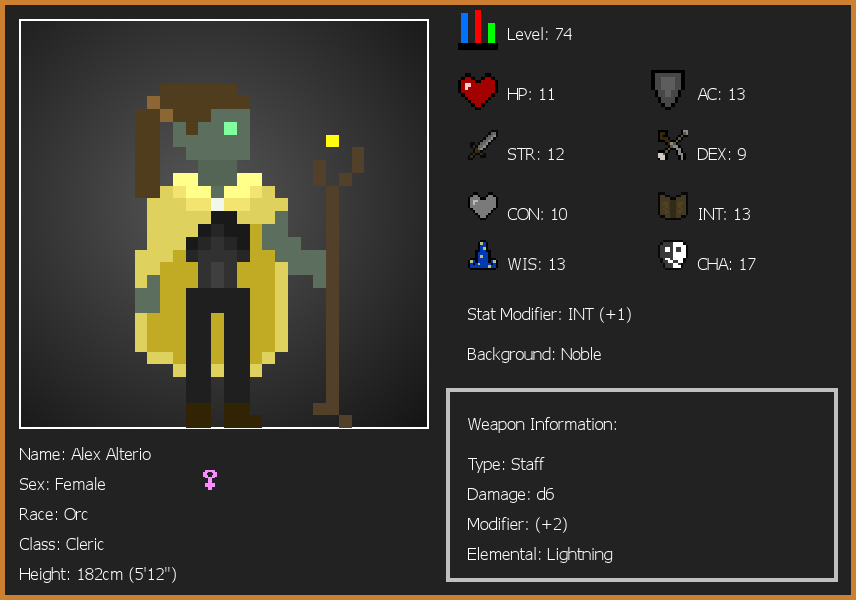 Level: 74
HP: 11
AC: 13
STR: 12
DEX: 9
CON: 10
INT: 13
WIS: 13
CHA: 17
Stat Modifier: INT (+1)
Background: Noble
Weapon Information:
Type: Staff
Damage: d6
Modifier: (+2)
Elemental: Lightning
Name: Alex Alterio
Sex: Female
Race: Orc
Class: Cleric
Height: 182cm (5'12")